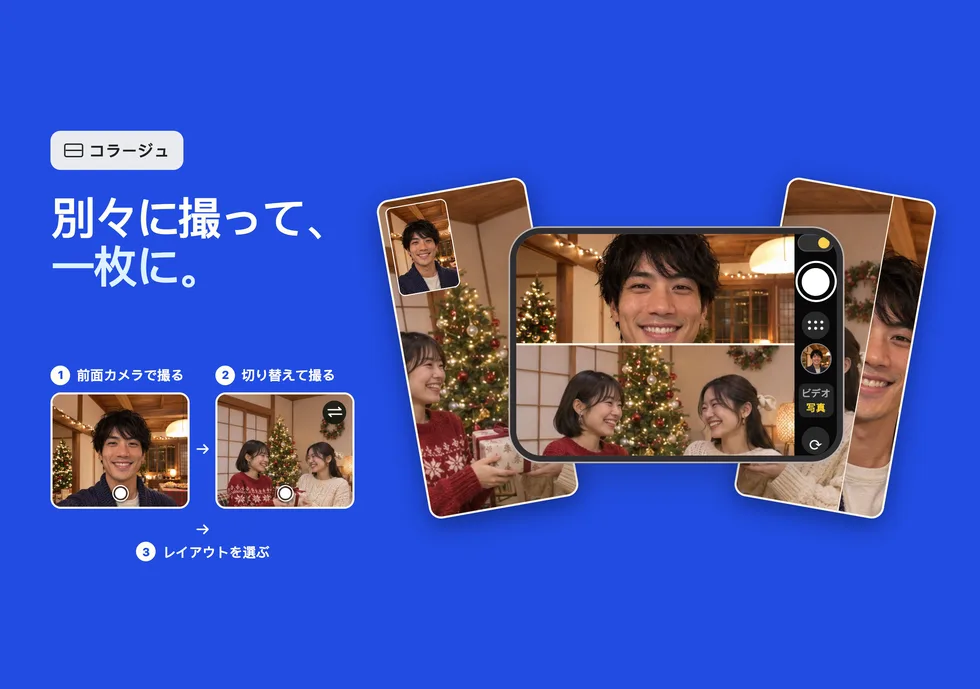 コラージュ
別々に撮って、
一枚に。
1 前面カメラで撮る
2 切り替えて撮る
3 レイアウトを選ぶ
ビデオ
写真